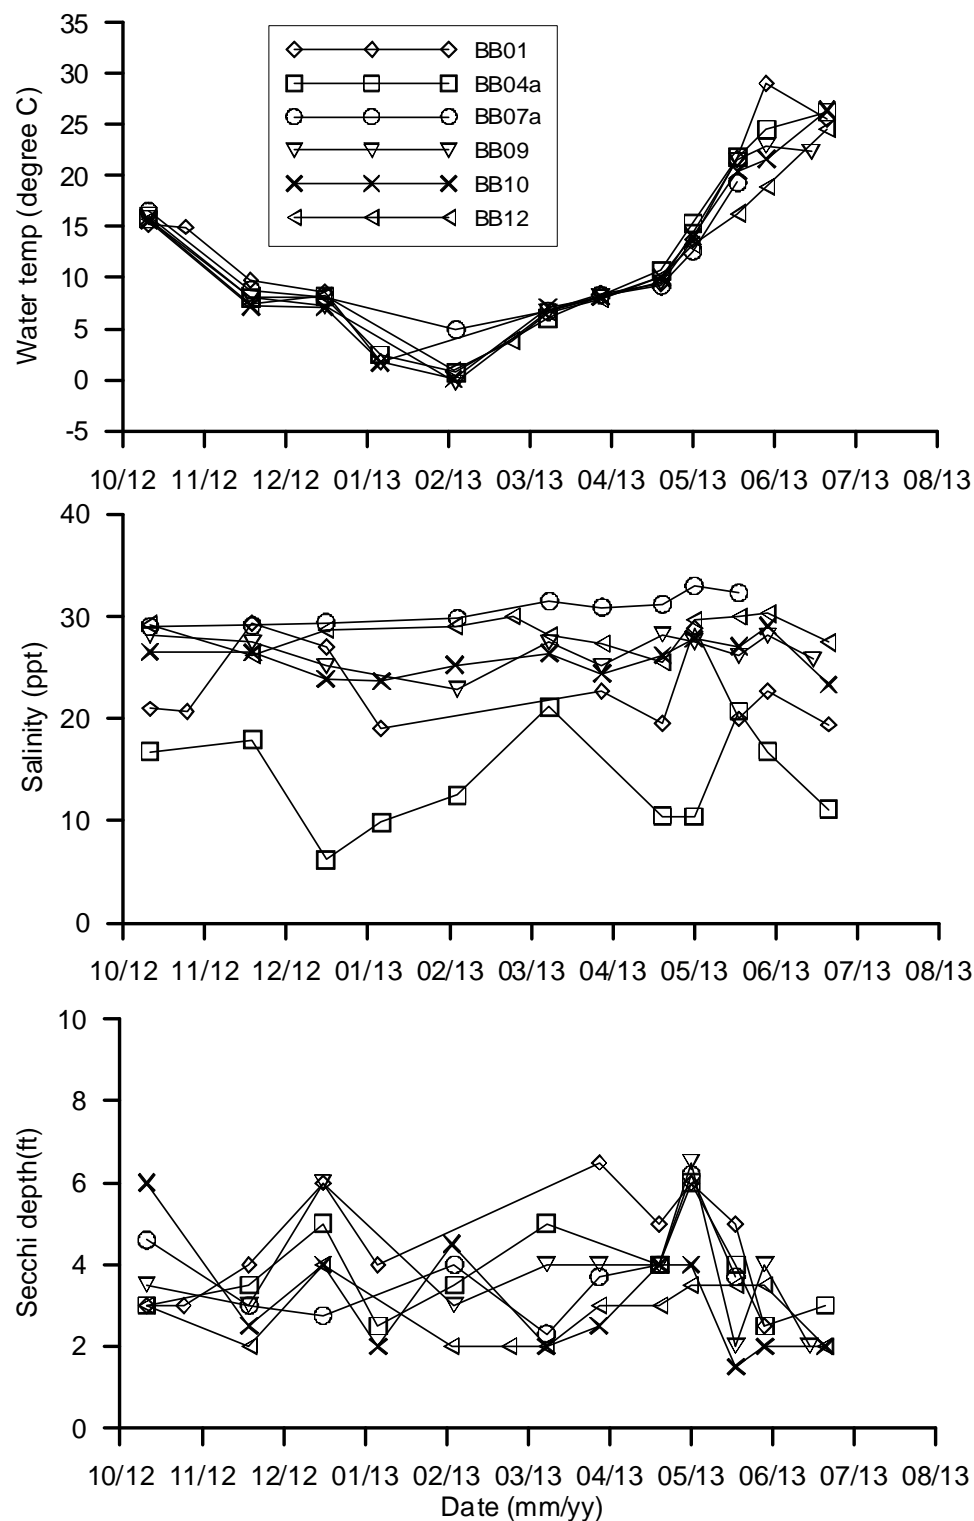 35
30
25
20
15
10
5
0
-5
Water temp (degree C)
BB01
BB04a
BB07a
BB09
BB10
BB12
10/12 11/12 12/12 01/13 02/13 03/13 04/13 05/13 06/13 07/13 08/13
40
30
20
10
0
Salinity (ppt)
10/12 11/12 12/12 01/13 02/13 03/13 04/13 05/13 06/13 07/13 08/13
10
8
6
4
2
0
Secchi depth(ft)
10/12 11/12 12/12 01/13 02/13 03/13 04/13 05/13 06/13 07/13 08/13
Date (mm/yy)